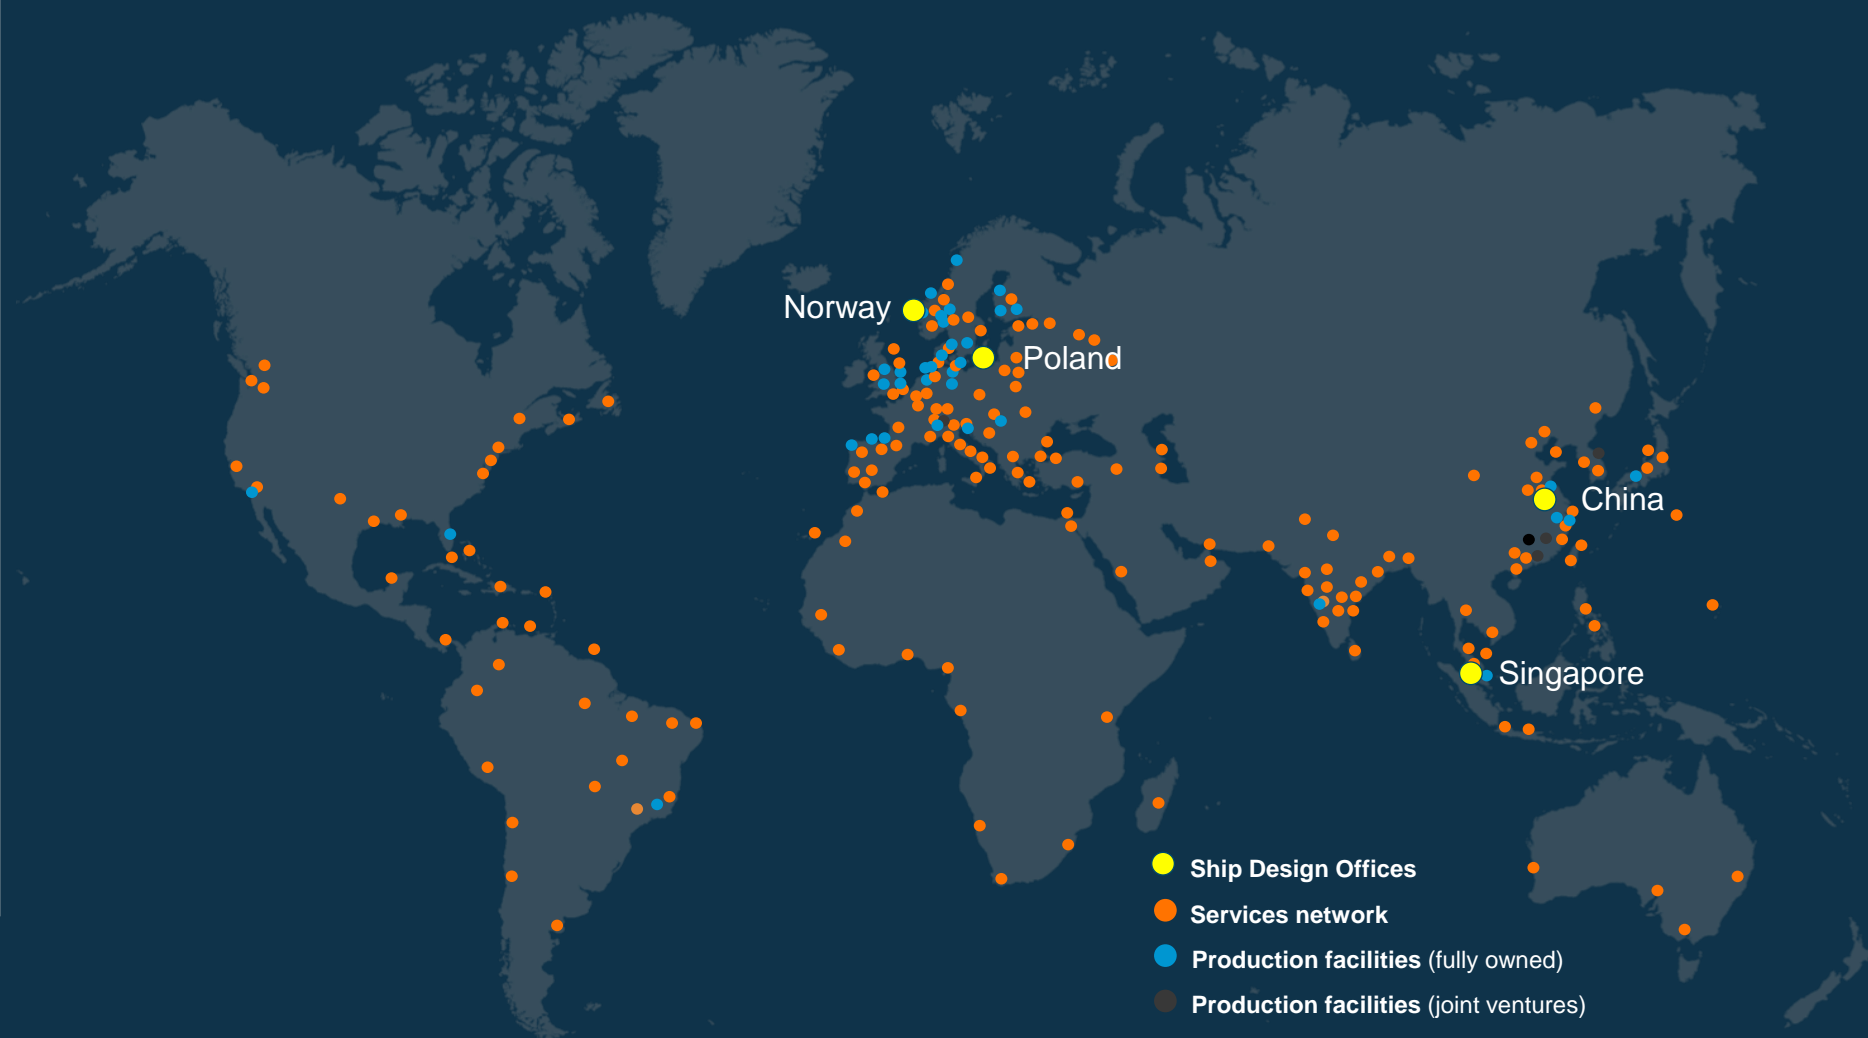 Norway
Poland
China
Singapore
Ship Design Offices
Services network
Production facilities (fully owned)
Production facilities (joint ventures)